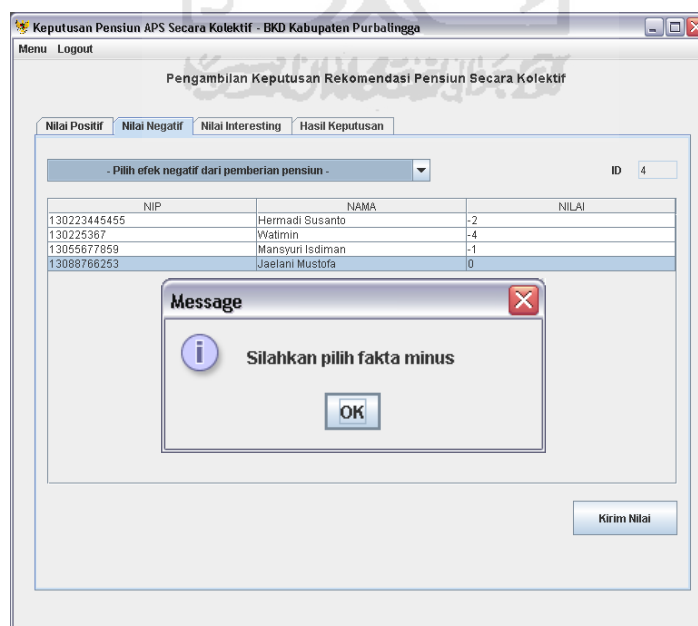 Keputusan Pensiun APS Secara Kolektif - BKD Kabupaten Purbalingga
Menu Logout
Pengambilan Keputusan Rekomendasi Pensiun Secara Kolektif
Nilai Positif Nilai Negatif Nilai Interesting Hasil Keputusan
- Pilih efek negatif dari pemberian pensiun - ID 4
NIP NAMA NILAI
130223445455 Hermadi Susanto -2
130225367 Watimin -4
13055677859 Mansyuri Isdiman -1
13088766253 Jaelani Mustofa 0
Message
i Silahkan pilih fakta minus
OK
Kirim Nilai